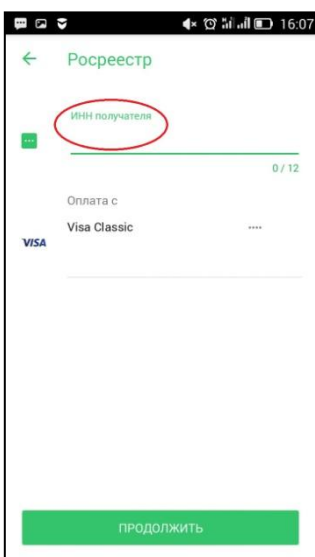 16:07
Росреестр
ИНН получателя
0 / 12
Оплата с
Visa Classic ····
VISA
ПРОДОЛЖИТЬ